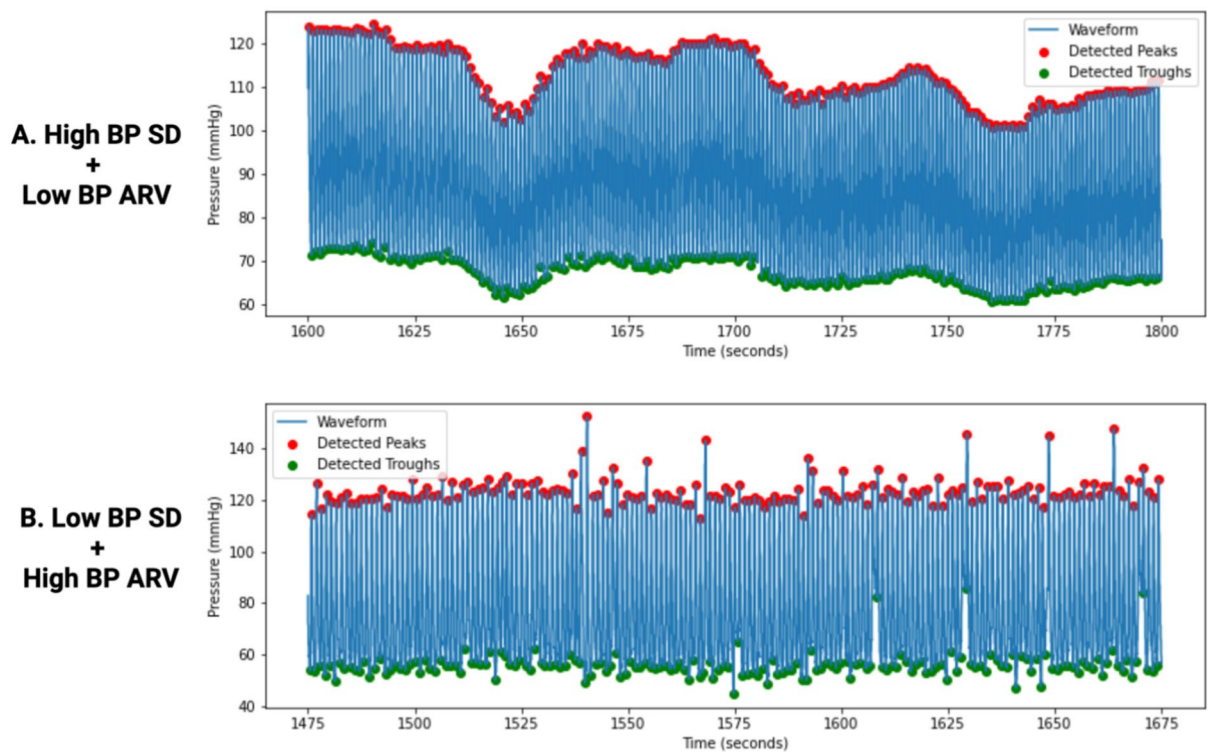 Waveform
Detected Peaks
Detected Troughs
A. High BP SD
+
Low BP ARV
Pressure (mmHg)
120
110
100
90
80
70
60
1600 1625 1650 1675 1700 1725 1750 1775 1800
Time (seconds)
Waveform
Detected Peaks
Detected Troughs
B. Low BP SD
+
High BP ARV
Pressure (mmHg)
140
120
100
80
60
40
1475 1500 1525 1550 1575 1600 1625 1650 1675
Time (seconds)